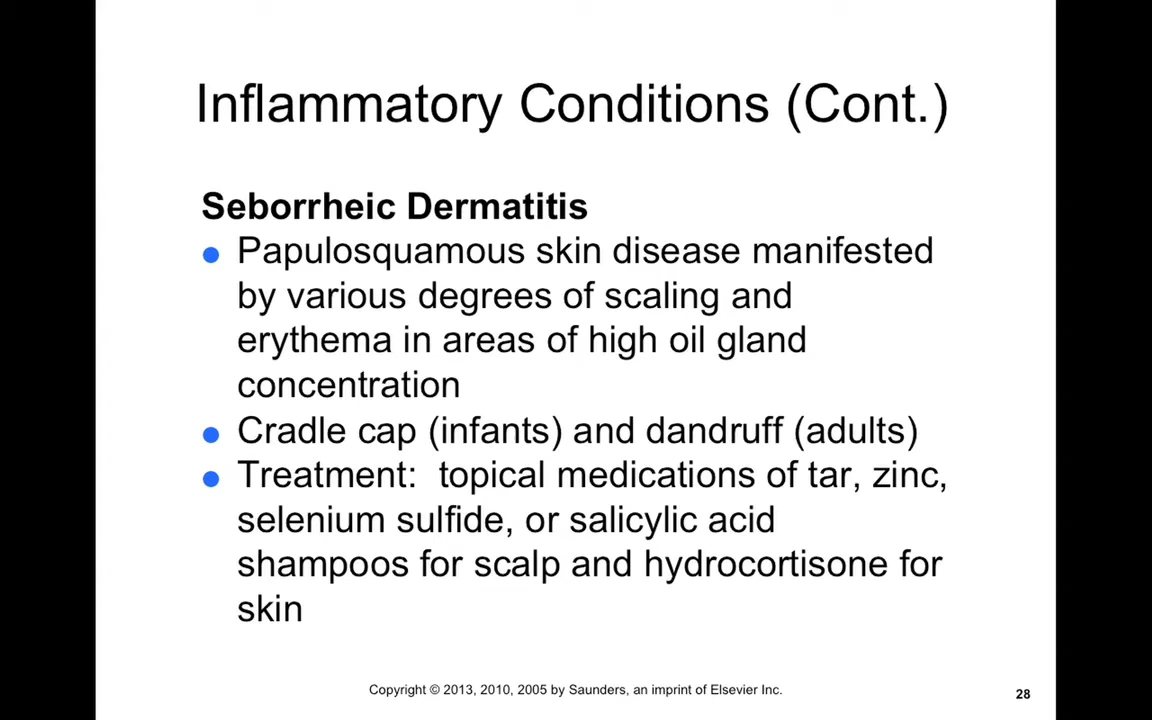 Inflammatory Conditions (Cont.)
Seborrheic Dermatitis
● Papulosquamous skin disease manifested
by various degrees of scaling and
erythema in areas of high oil gland
concentration
● Cradle cap (infants) and dandruff (adults)
● Treatment:  topical medications of tar, zinc,
selenium sulfide, or salicylic acid
shampoos for scalp and hydrocortisone for
skin
Copyright © 2013, 2010, 2005 by Saunders, an imprint of Elsevier Inc.
28